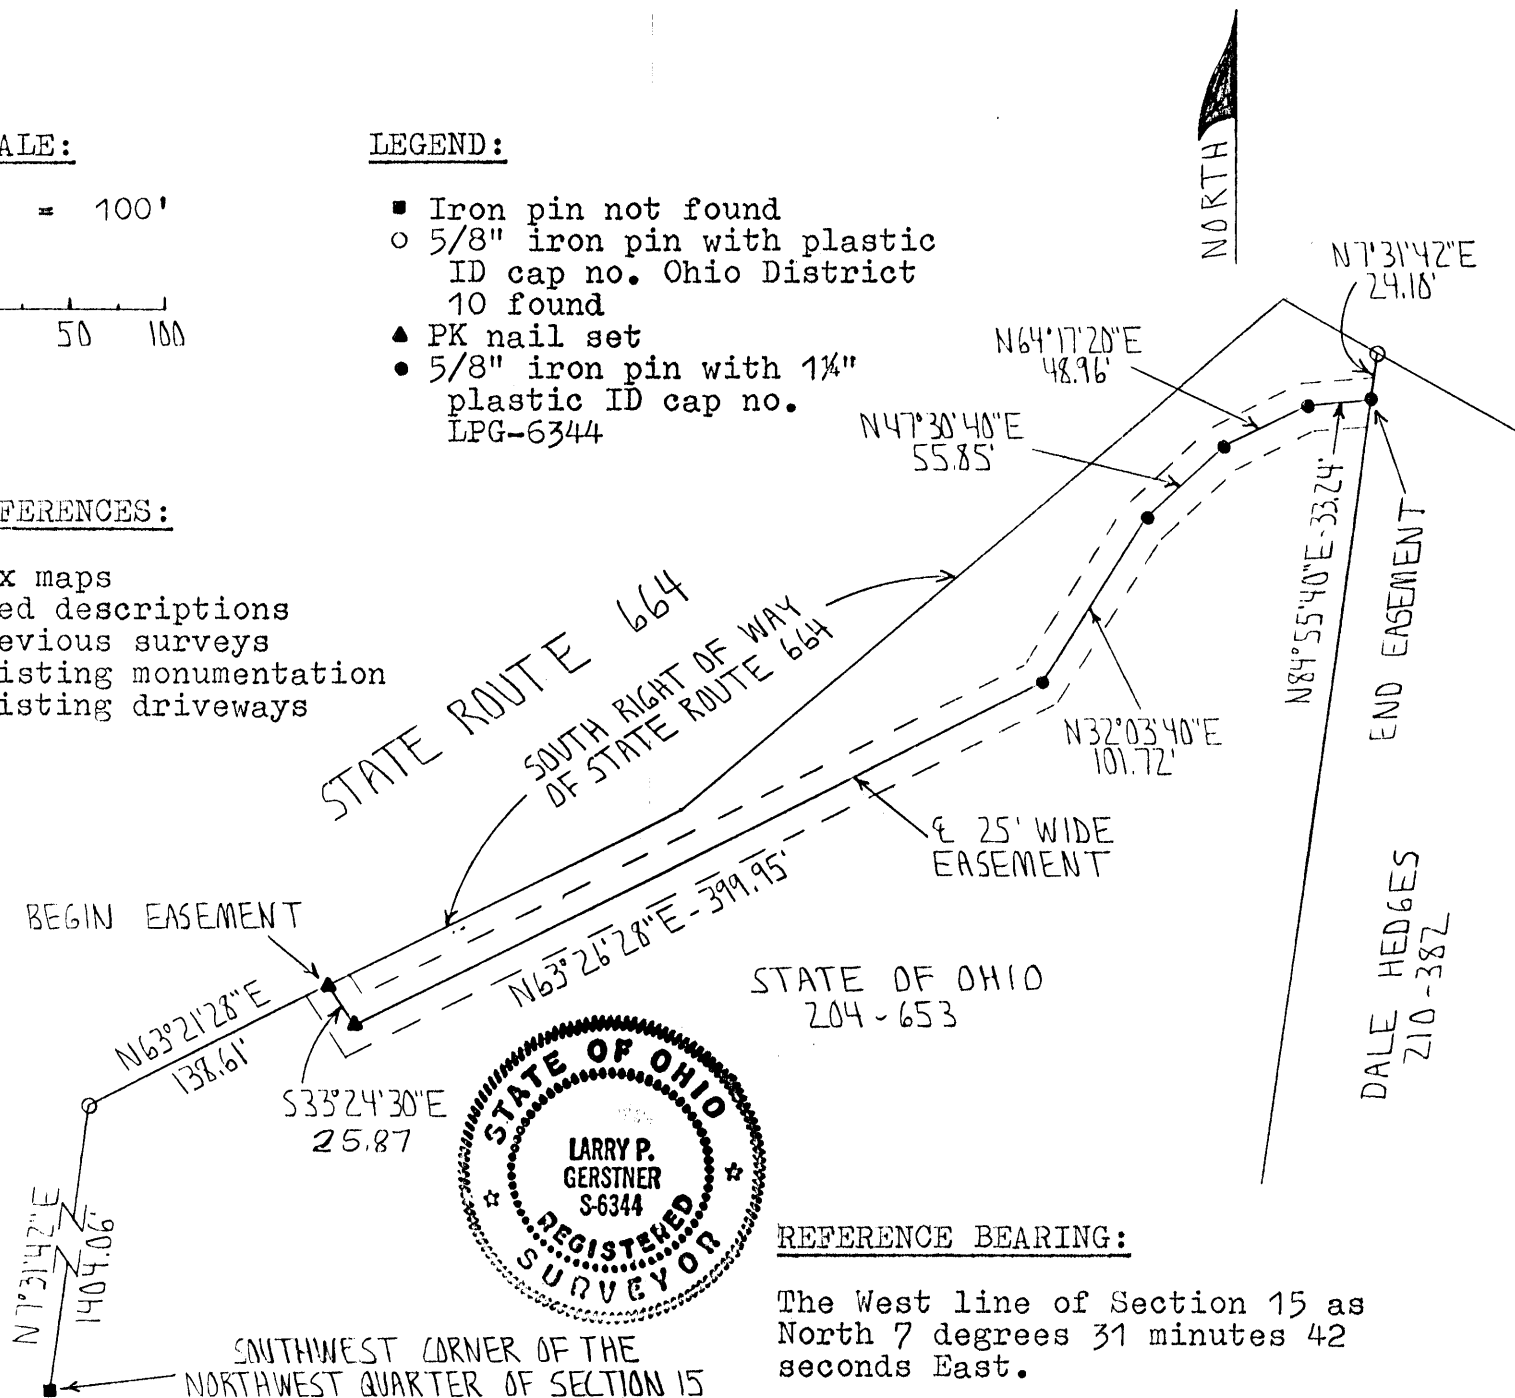 ALE:
= 100'
50 100
LEGEND:
Iron pin not found
5/8" iron pin with plastic
ID cap no. Ohio District
10 found
PK nail set
5/8" iron pin with 1¼"
plastic ID cap no.
LPG-6344
FERENCES:
x maps
ed descriptions
evious surveys
isting monumentation
isting driveways
NORTH
N7°31'42"E
24.18'
N64°17'20"E
48.96'
N47°30'40"E
55.85'
N84°55'40"E-33.24'
END EASEMENT
N32°03'40"E
101.72'
STATE ROUTE 664
SOUTH RIGHT OF WAY
OF STATE ROUTE 664
℄ 25' WIDE
EASEMENT
N63°26'28"E-399.95'
BEGIN EASEMENT
N63°21'28"E
138.61'
S33°24'30"E
25.87
STATE OF OHIO
204-653
DALE HEDGES
210-382
N7°31'42"E
1404.06'
STATE OF OHIO
LARRY P.
GERSTNER
S-6344
REGISTERED
SURVEYOR
SOUTHWEST CORNER OF THE
NORTHWEST QUARTER OF SECTION 15
REFERENCE BEARING:
The West line of Section 15 as
North 7 degrees 31 minutes 42
seconds East.